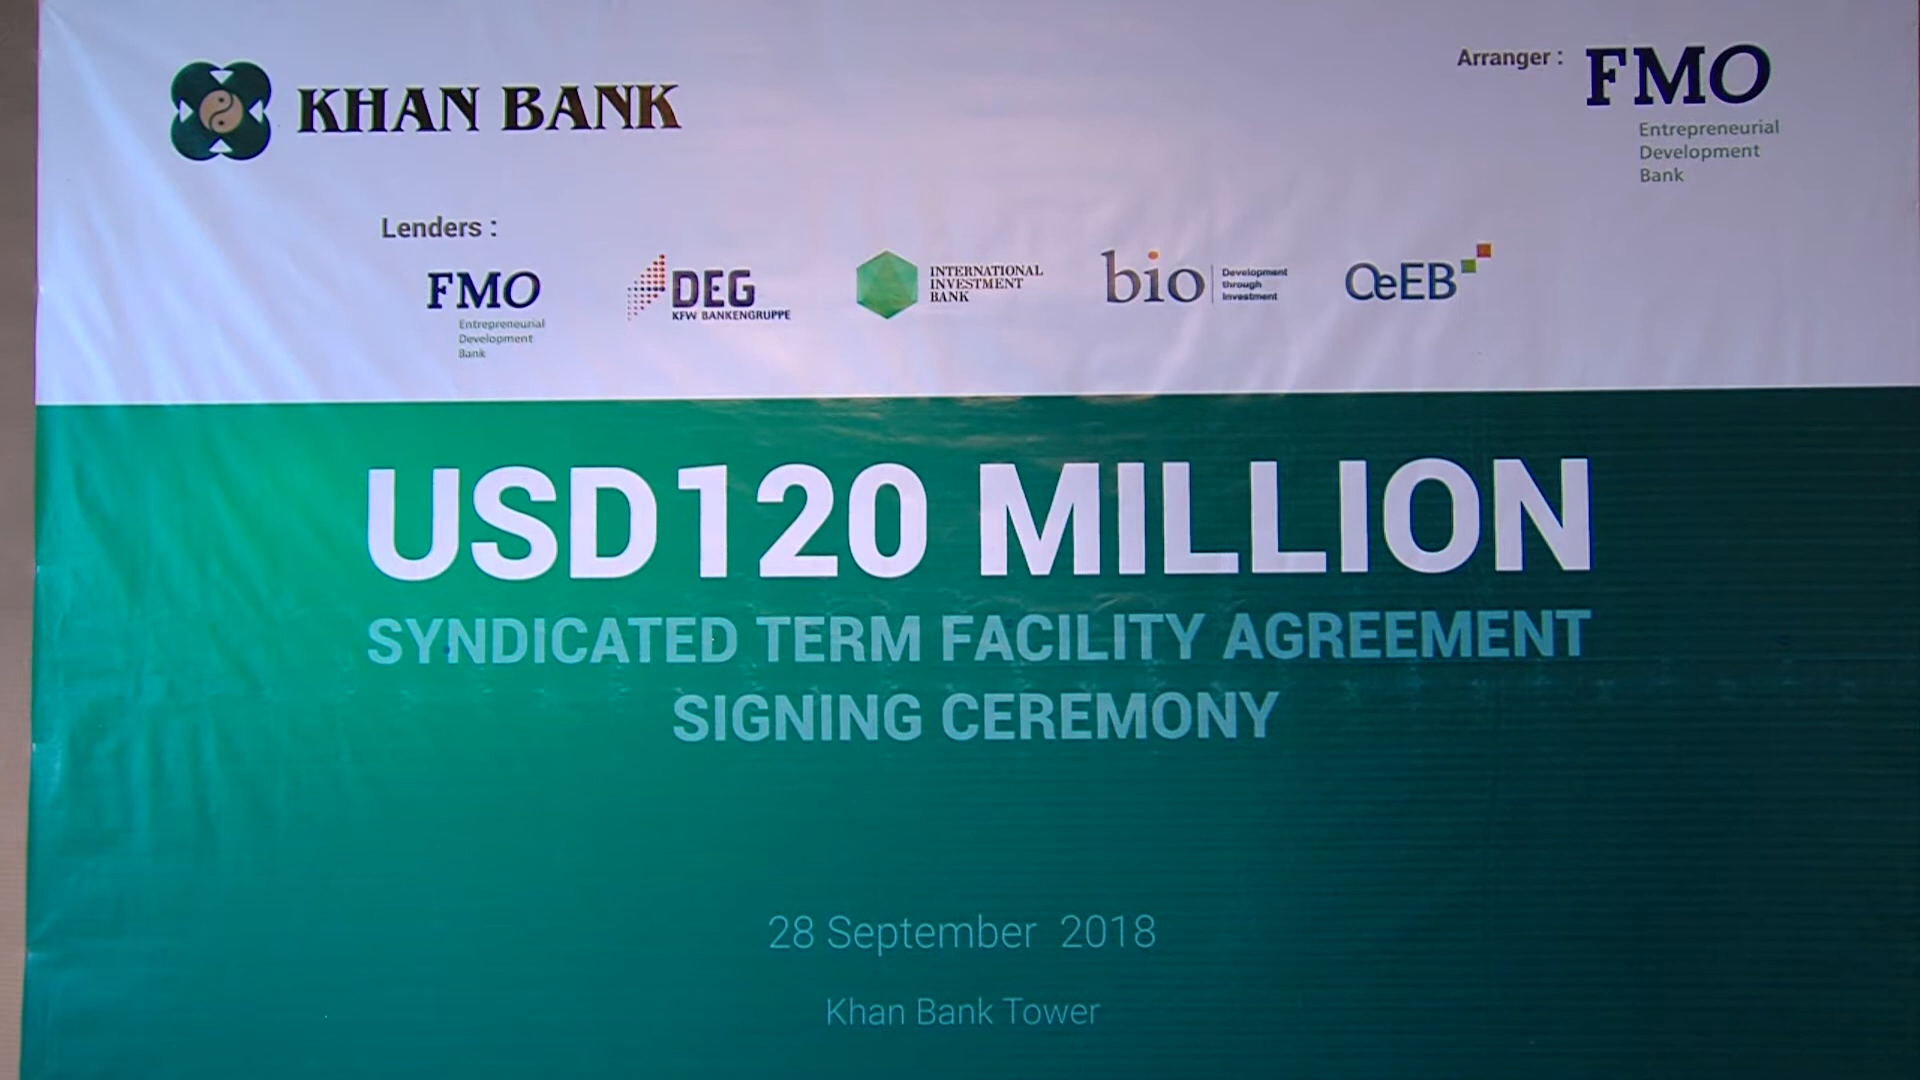 KHAN BANK
Arranger :
FMO
Entrepreneurial
Development
Bank
Lenders :
FMO
Entrepreneurial
Development
Bank
DEG
KFW BANKENGRUPPE
INTERNATIONAL
INVESTMENT
BANK
bio
Development
through
Investment
OeEB
USD120 MILLION
SYNDICATED TERM FACILITY AGREEMENT
SIGNING CEREMONY
28 September 2018
Khan Bank Tower